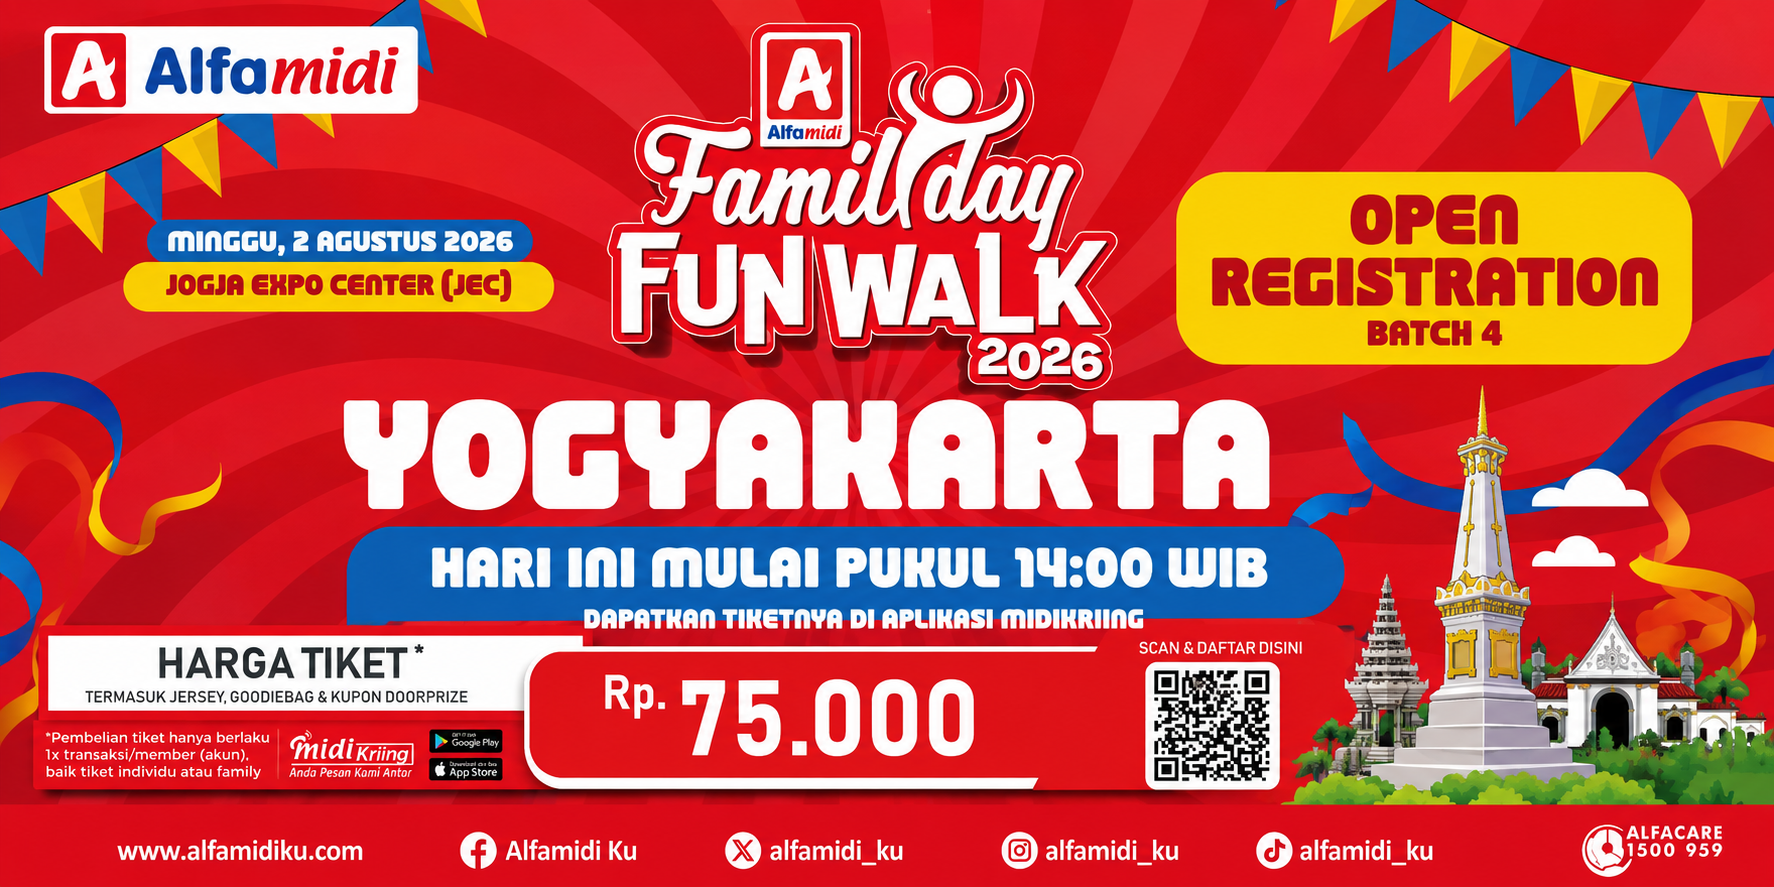 Alfamidi
Alfamidi
Family day
FUN WALK
2026
MINGGU, 2 AGUSTUS 2026
JOGJA EXPO CENTER (JEC)
OPEN
REGISTRATION
BATCH 4
YOGYAKARTA
HARI INI MULAI PUKUL 14:00 WIB
DAPATKAN TIKETNYA DI APLIKASI MIDIKRIING
HARGA TIKET*
TERMASUK JERSEY, GOODIEBAG & KUPON DOORPRIZE
*Pembelian tiket hanya berlaku
1x transaksi/member (akun),
baik tiket individu atau family
midi Kriing
Anda Pesan Kami Antar
Google Play
App Store
Rp. 75.000
SCAN & DAFTAR DISINI
www.alfamidiku.com
Alfamidi Ku
alfamidi_ku
alfamidi_ku
alfamidi_ku
ALFACARE
1500 959